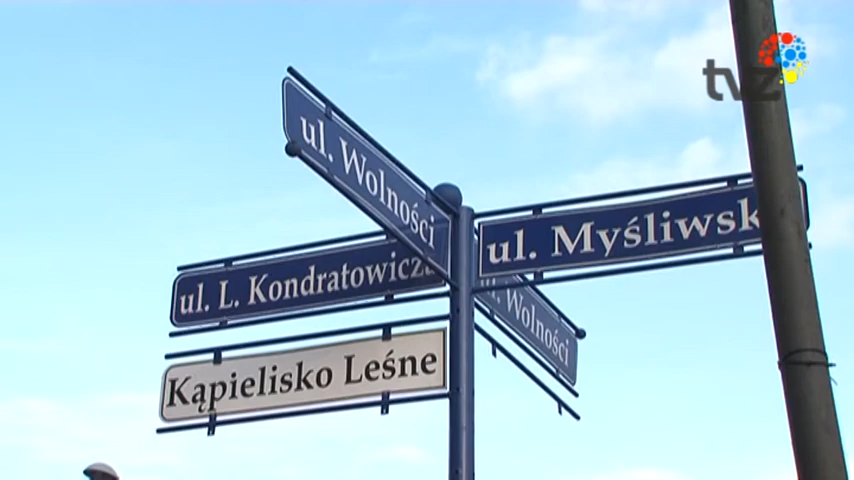 tvz
ul. Wolności
ul. Myśliwsk
ul. L. Kondratowicza
ul. Wolności
Kąpielisko Leśne